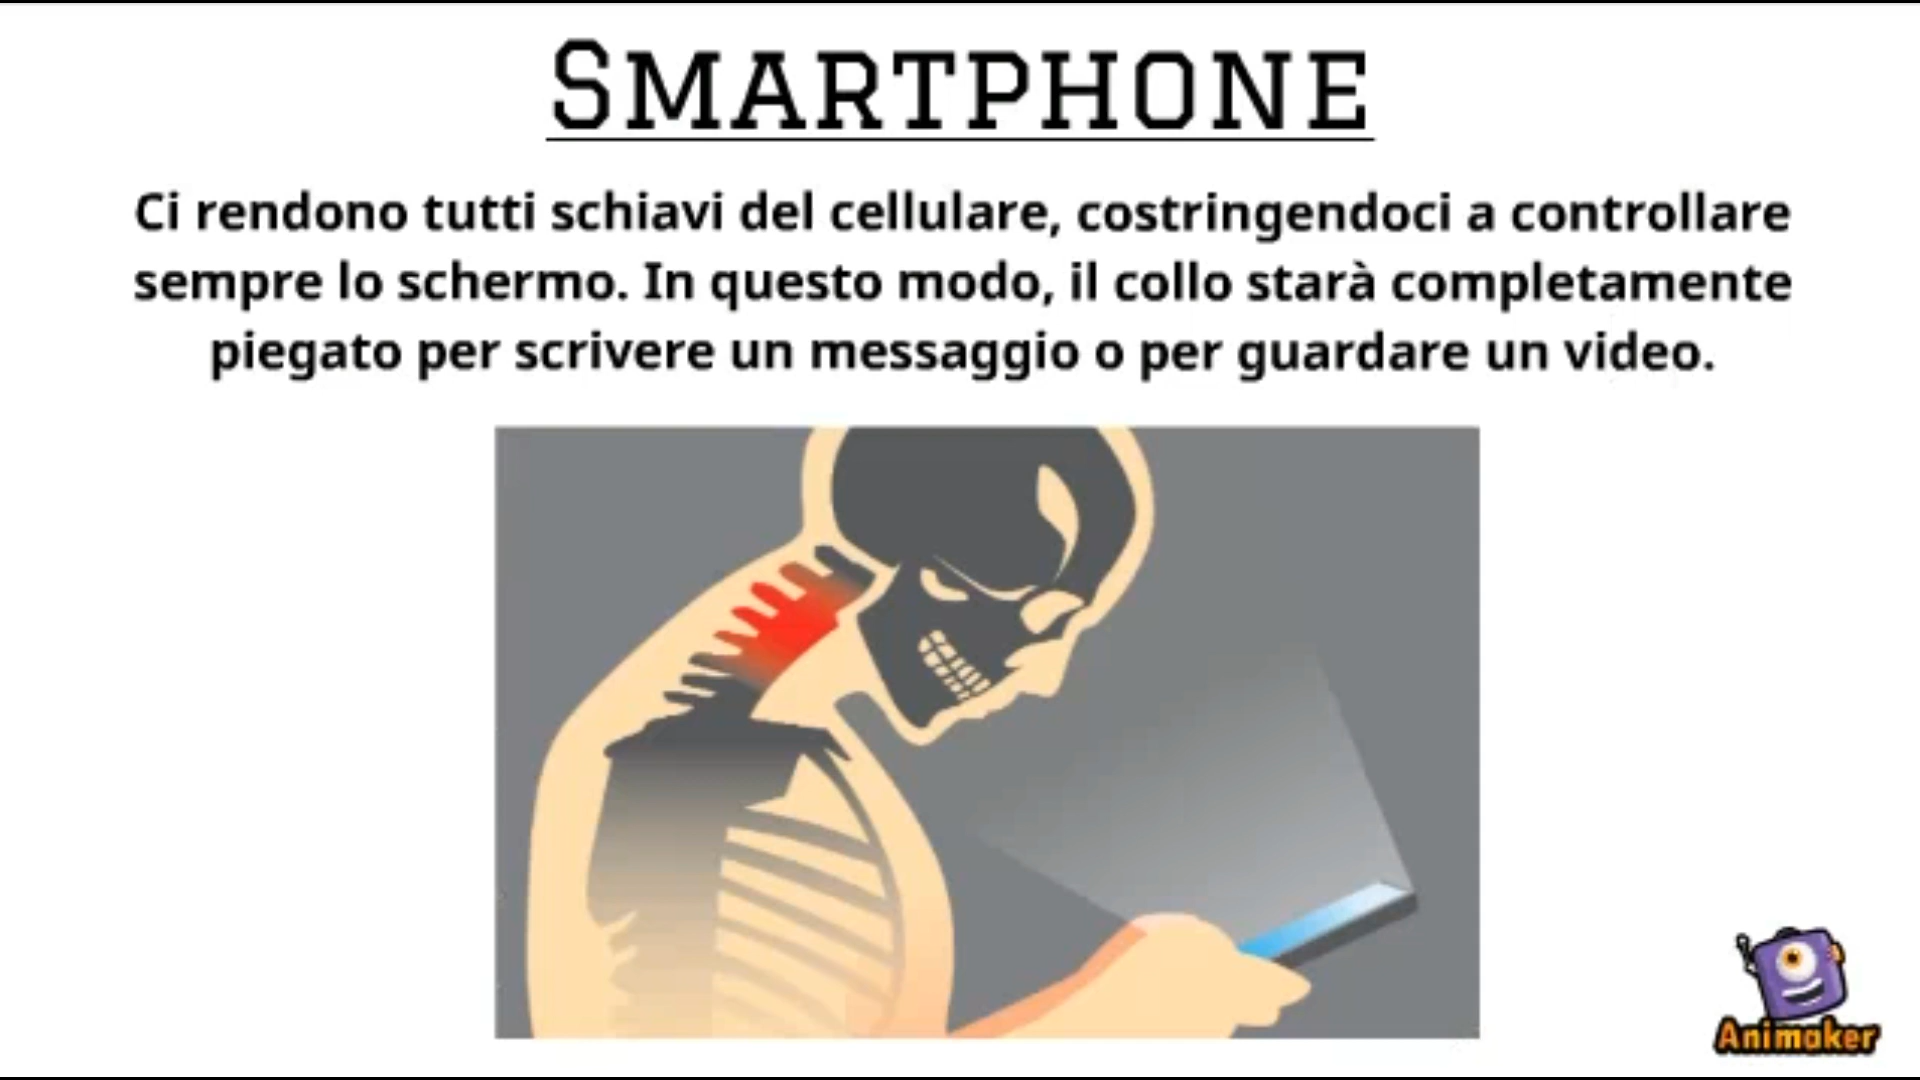 SMARTPHONE
Ci rendono tutti schiavi del cellulare, costringendoci a controllare
sempre lo schermo. In questo modo, il collo starà completamente
piegato per scrivere un messaggio o per guardare un video.
Animaker